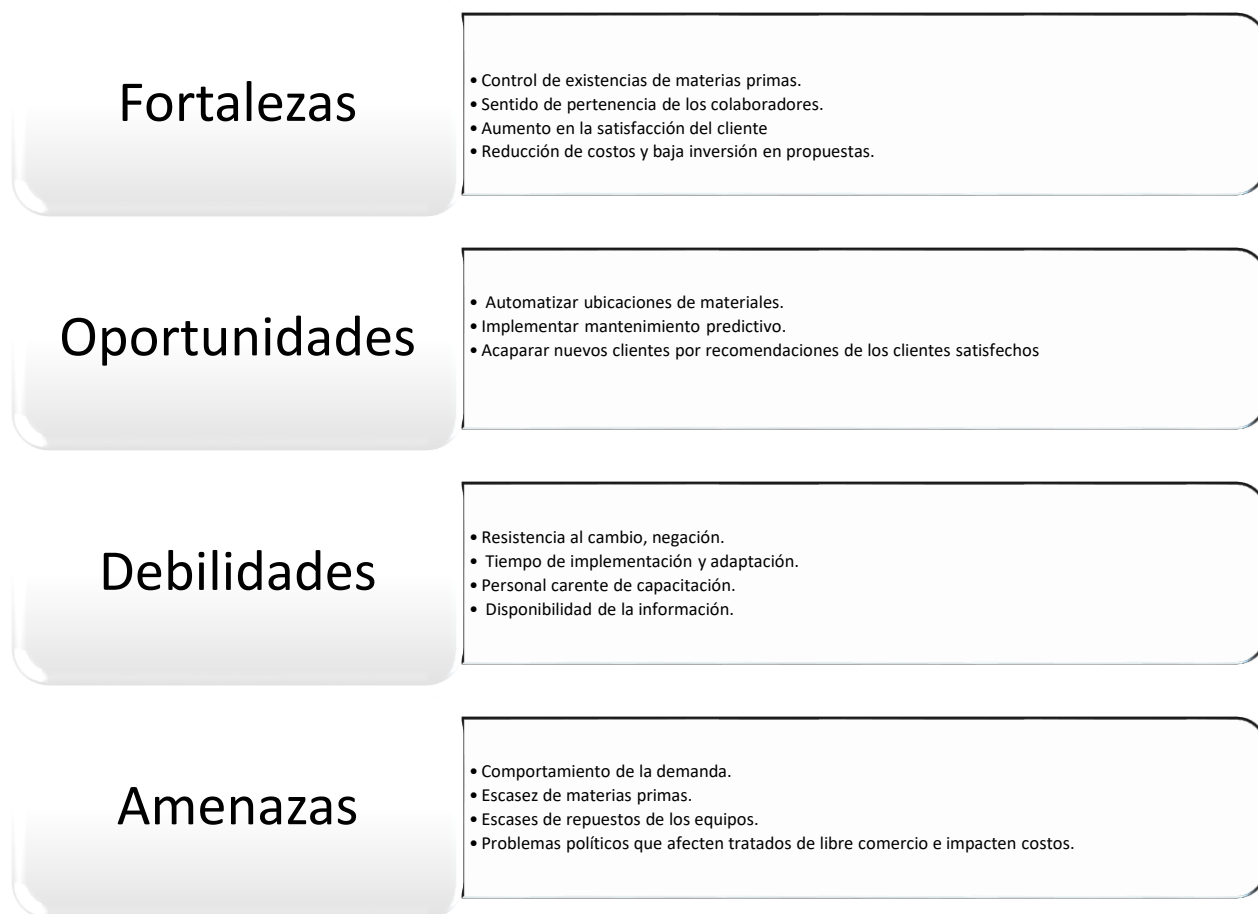 Fortalezas
• Control de existencias de materias primas.
• Sentido de pertenencia de los colaboradores.
• Aumento en la satisfacción del cliente
• Reducción de costos y baja inversión en propuestas.
Oportunidades
• Automatizar ubicaciones de materiales.
• Implementar mantenimiento predictivo.
• Acaparar nuevos clientes por recomendaciones de los clientes satisfechos
Debilidades
• Resistencia al cambio, negación.
• Tiempo de implementación y adaptación.
• Personal carente de capacitación.
• Disponibilidad de la información.
Amenazas
• Comportamiento de la demanda.
• Escasez de materias primas.
• Escases de repuestos de los equipos.
• Problemas políticos que afecten tratados de libre comercio e impacten costos.